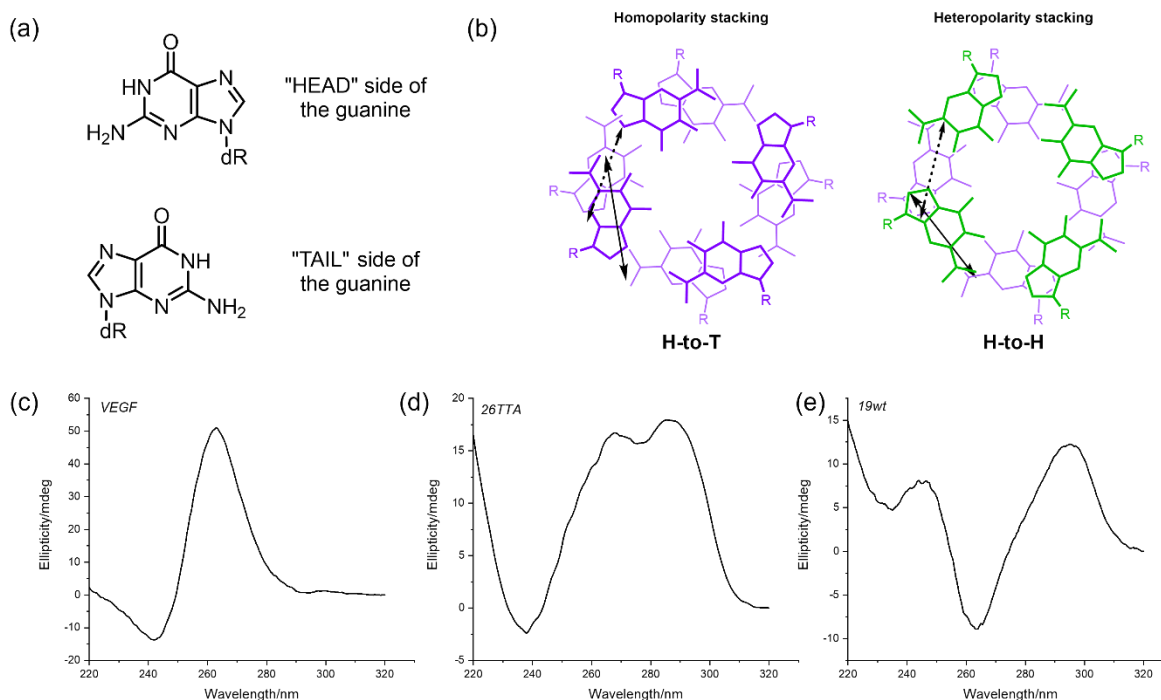 (a)
O
NH
N
H₂N
N
N
dR
"HEAD" side of
the guanine
O
N
NH
N
N
NH₂
dR
"TAIL" side of
the guanine
(b)
Homopolarity stacking
R
R
R
R
R
R
R
R
H-to-T
Heteropolarity stacking
R
R
R
R
R
R
R
R
H-to-H
(c)
VEGF
Ellipticity/mdeg
60
50
40
30
20
10
0
-10
-20
220
240
260
280
300
320
Wavelength/nm
(d)
26TTA
Ellipticity/mdeg
20
15
10
5
0
-5
220
240
260
280
300
320
Wavelength/nm
(e)
19wt
Ellipticity/mdeg
15
10
5
0
-5
-10
220
240
260
280
300
320
Wavelength/nm